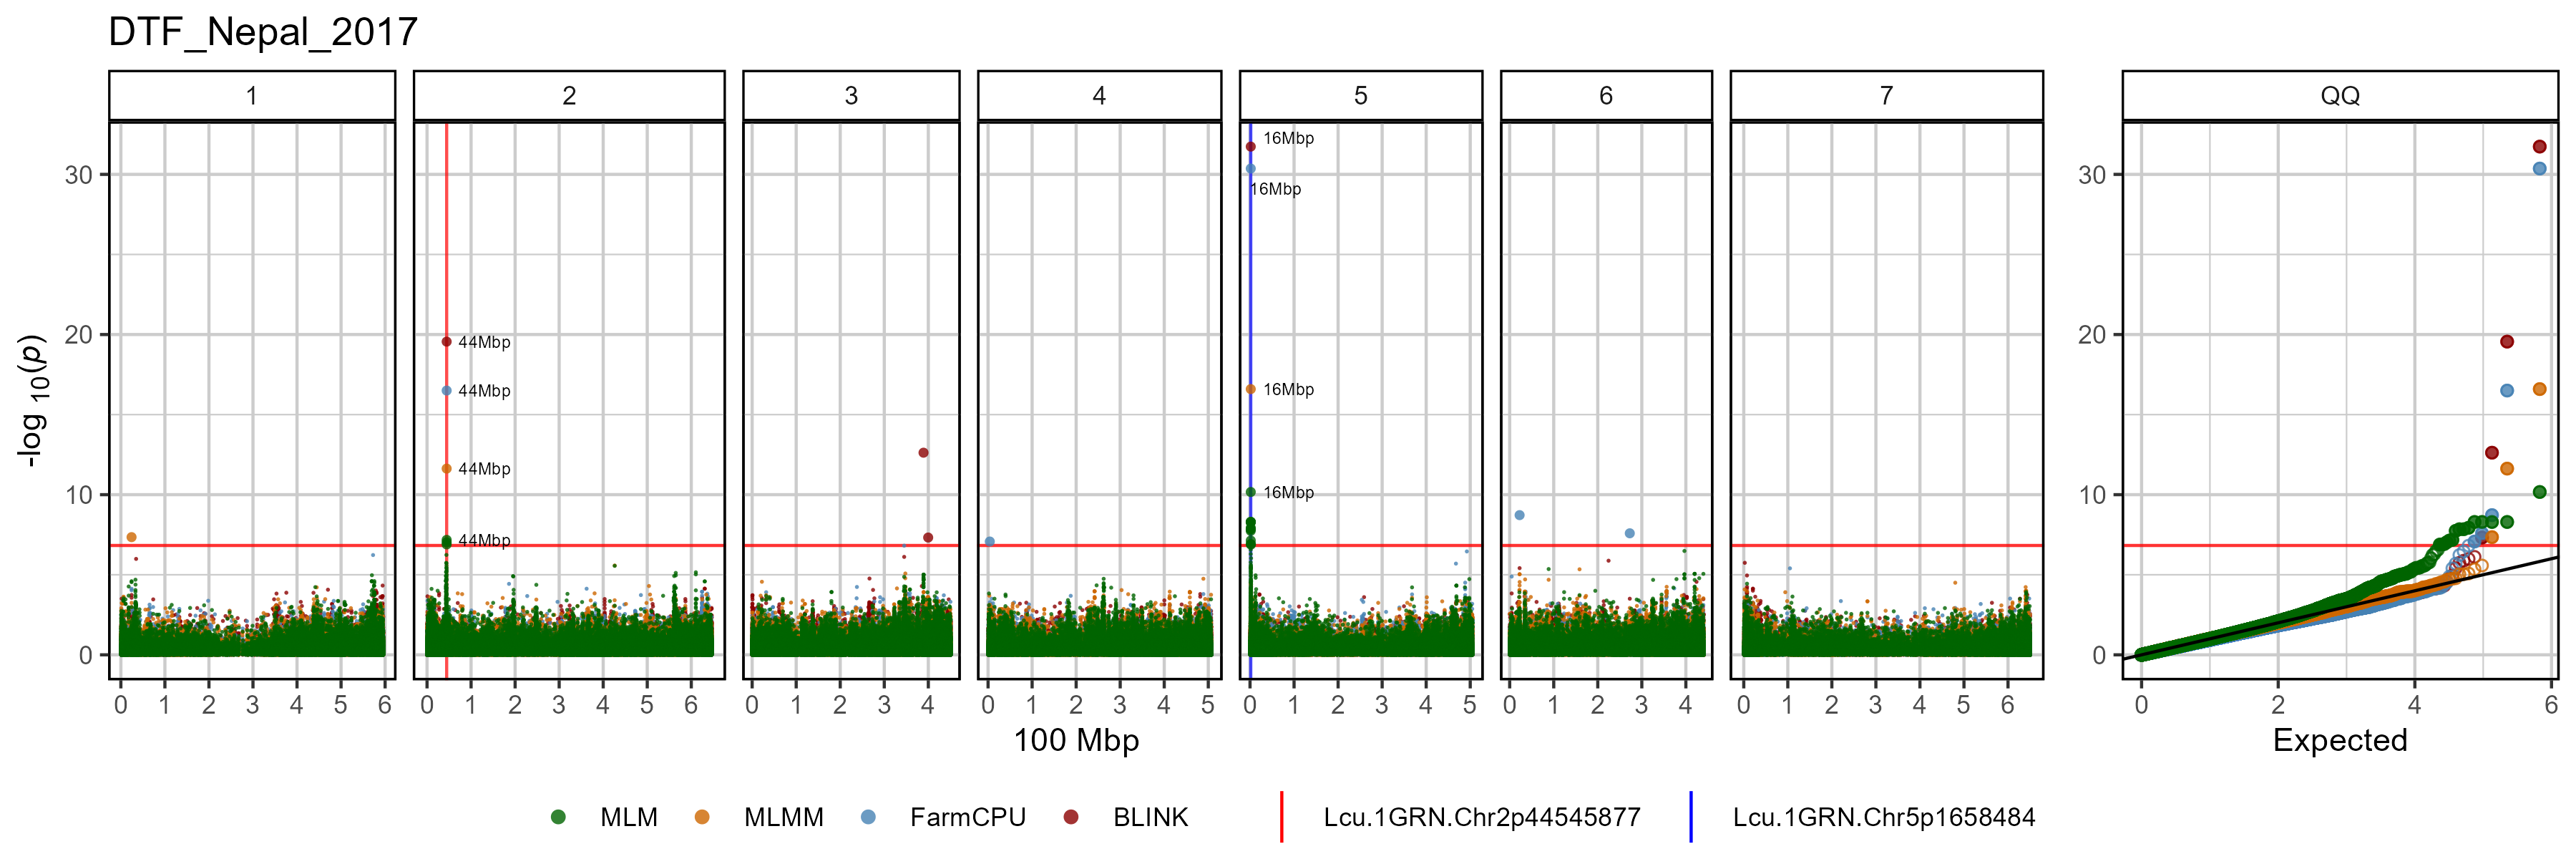 DTF_Nepal_2017
1 2 3 4 5 6 7 QQ
-log 10(p)
30 20 10 0
44Mbp
44Mbp
44Mbp
44Mbp
16Mbp
16Mbp
16Mbp
16Mbp
30 20 10 0
0 1 2 3 4 5 6
0 1 2 3 4 5 6
0 1 2 3 4
0 1 2 3 4 5
0 1 2 3 4 5
0 1 2 3 4
0 1 2 3 4 5 6
0 2 4 6
100 Mbp
Expected
MLM MLMM FarmCPU BLINK Lcu.1GRN.Chr2p44545877 Lcu.1GRN.Chr5p1658484